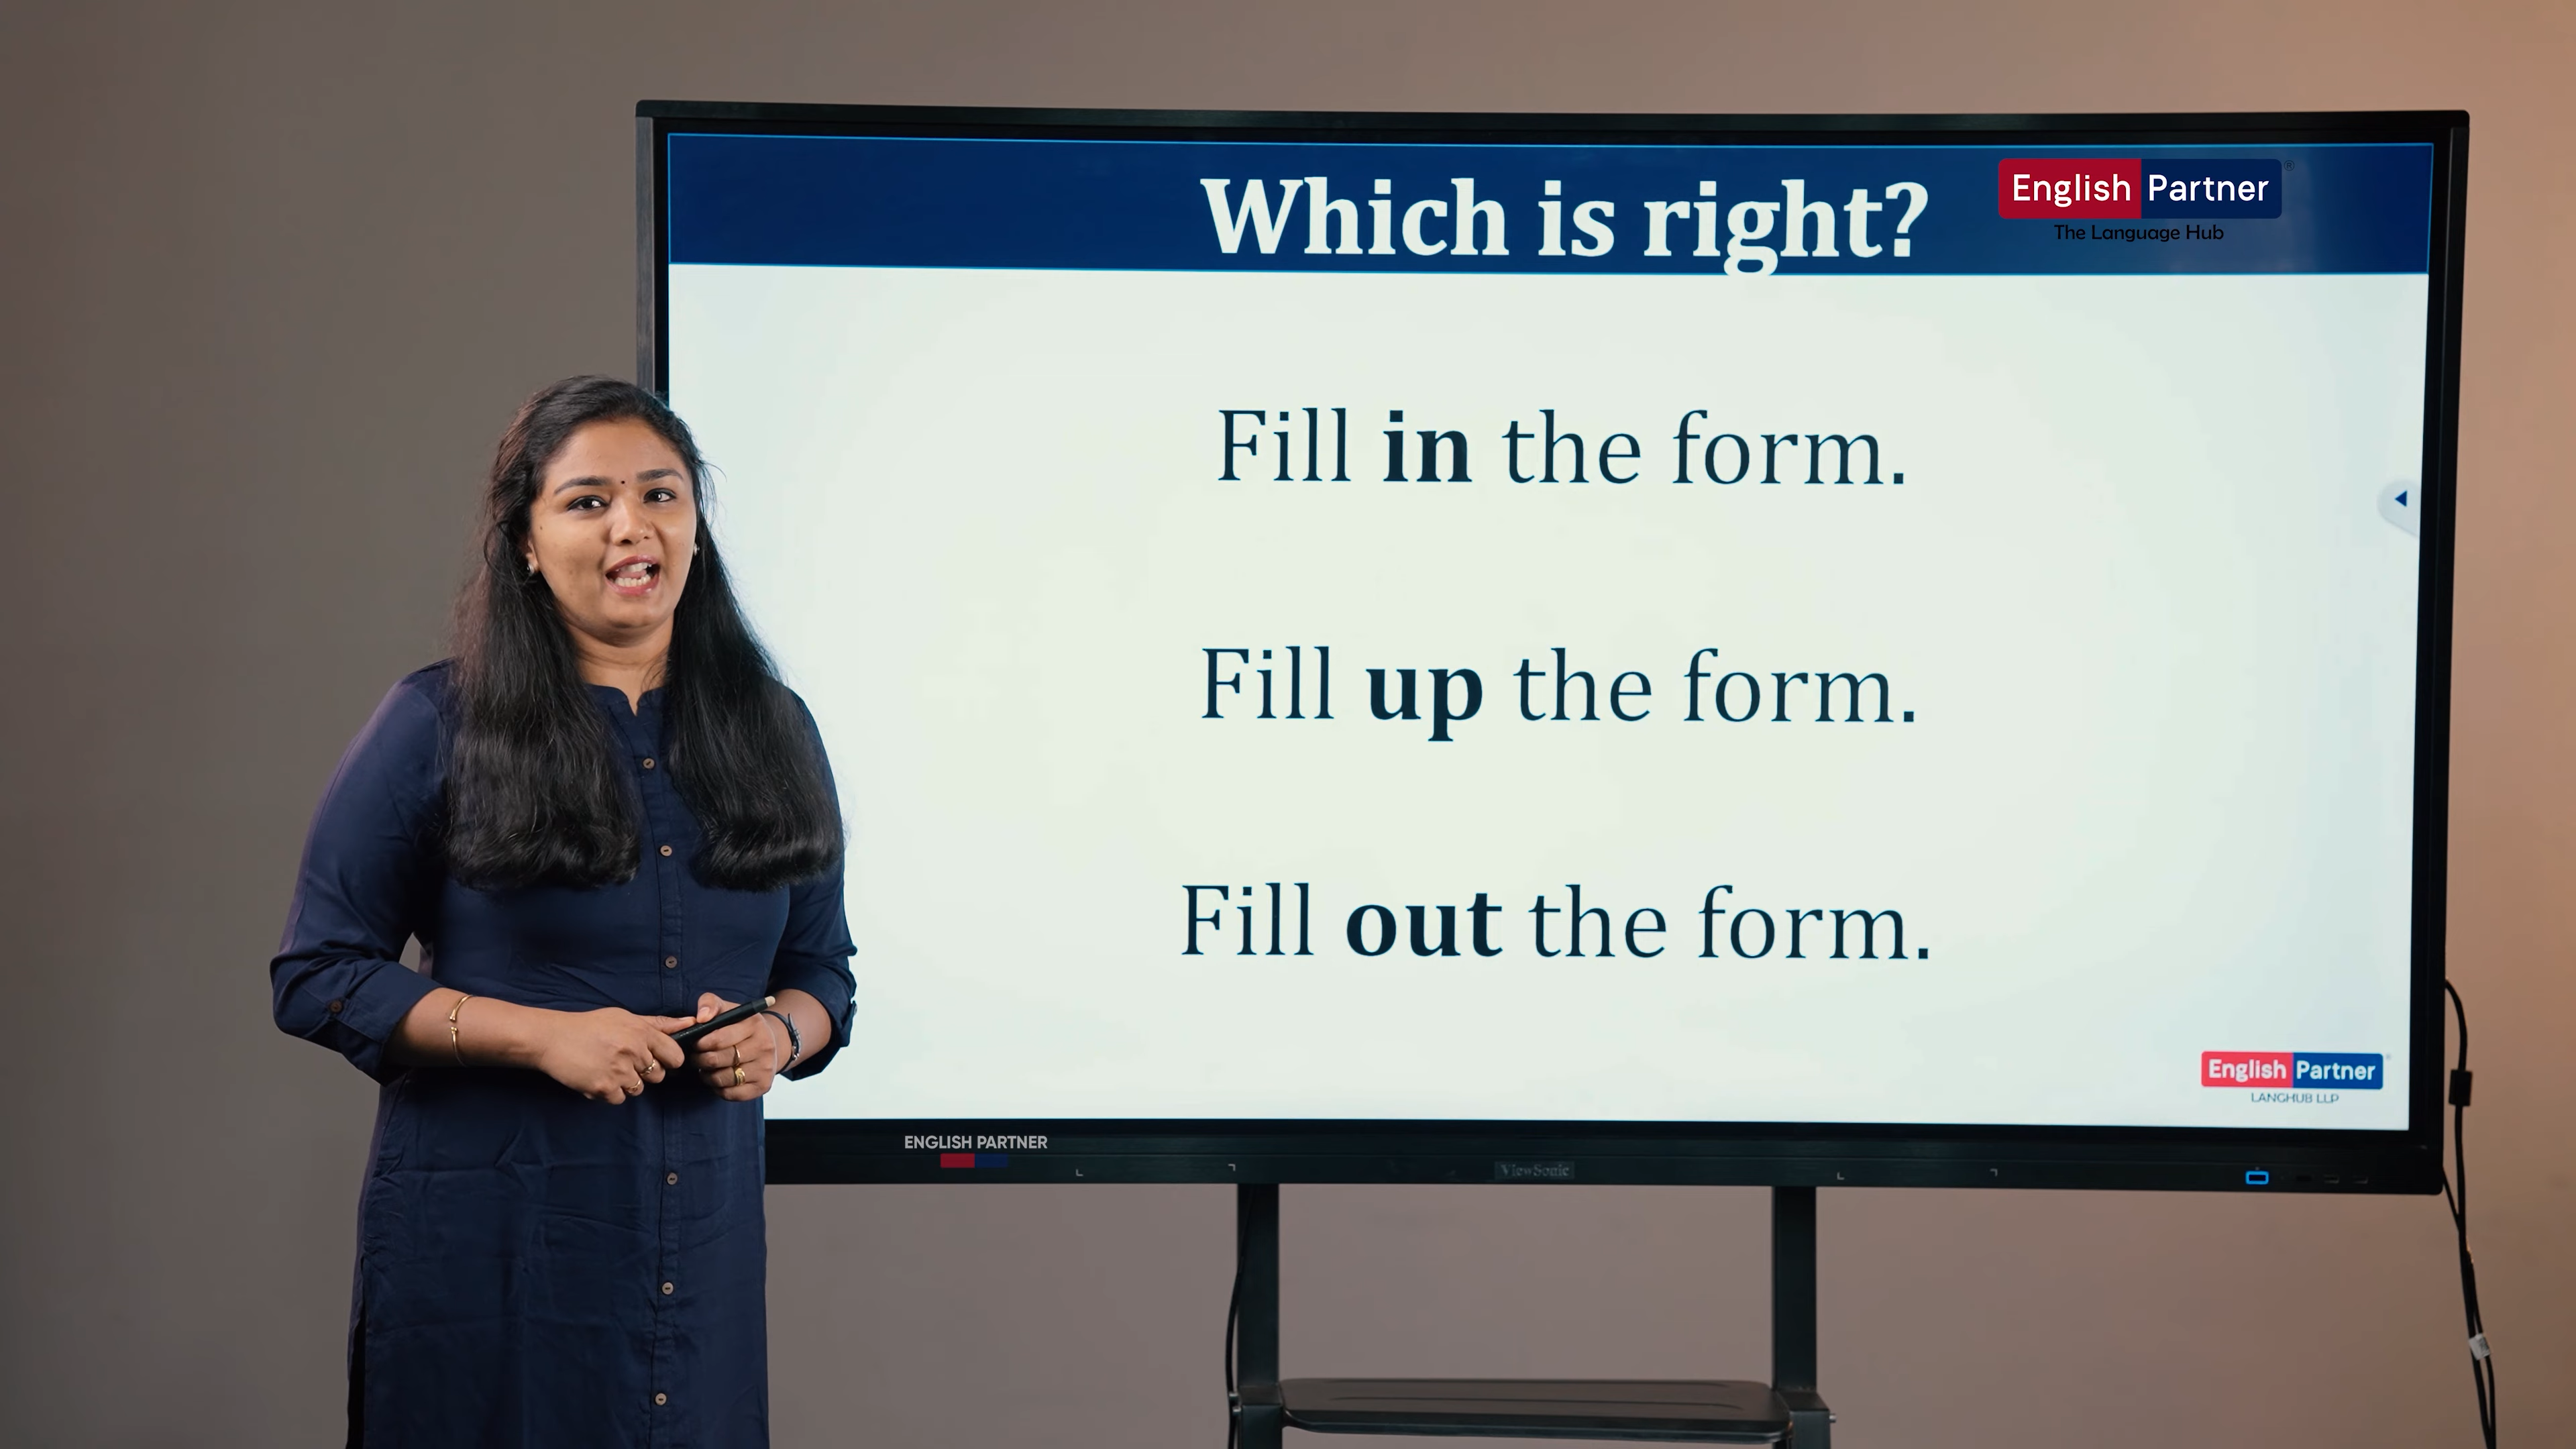 Which is right?
English Partner ®
The Language Hub
Fill in the form.
Fill up the form.
Fill out the form.
English Partner
LANGHUB LLP
ENGLISH PARTNER
ViewSonic